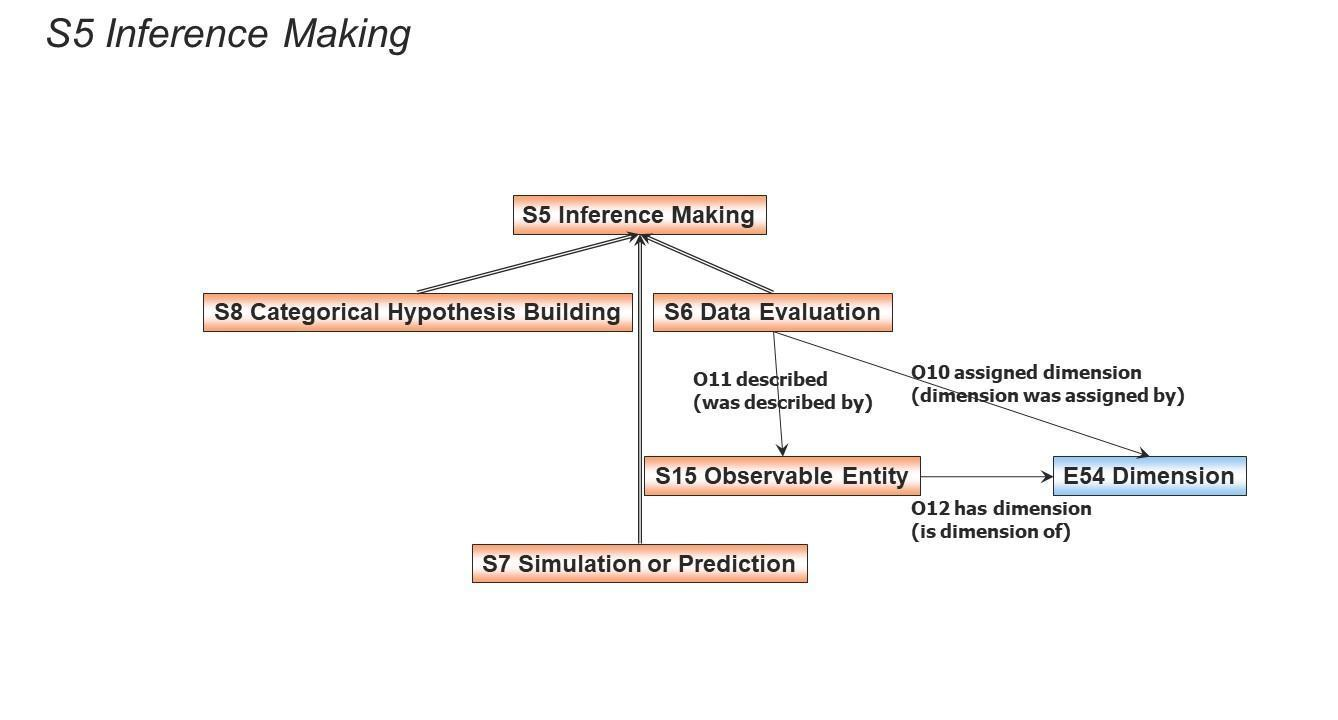 S5 Inference Making
S5 Inference Making
S8 Categorical Hypothesis Building
S6 Data Evaluation
O11 described
(was described by)
O10 assigned dimension
(dimension was assigned by)
S15 Observable Entity
E54 Dimension
O12 has dimension
(is dimension of)
S7 Simulation or Prediction